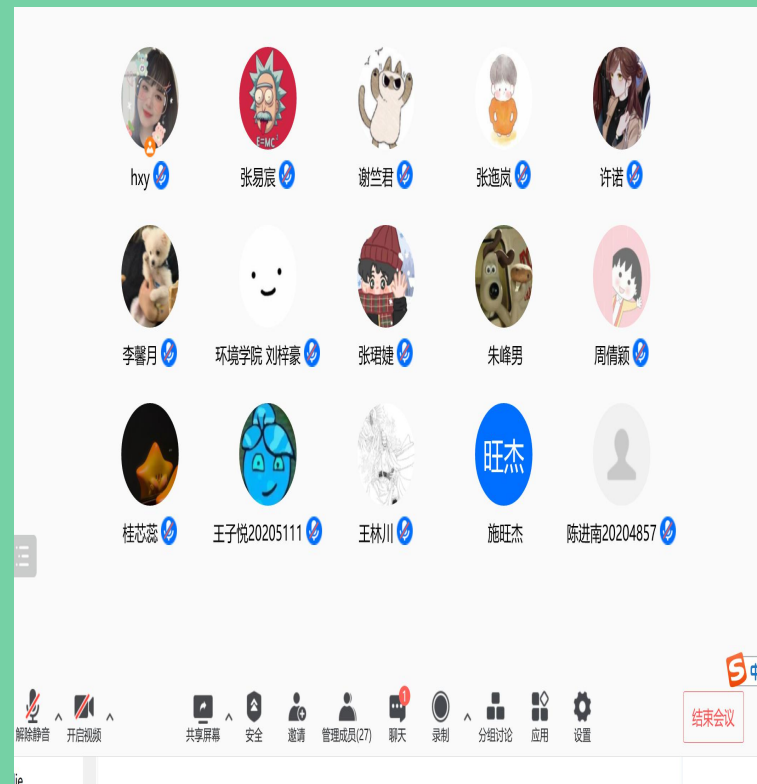 E=MC²
hxy
张易宸
谢竺君
张迤岚
许诺
李馨月
环境学院 刘梓豪
张珺婕
朱峰男
周倩颖
旺杰
桂芯蕊
王子悦20205111
王林川
施旺杰
陈进南20204857
1
解除静音
开启视频
共享屏幕
安全
邀请
管理成员(27)
聊天
录制
分组讨论
应用
设置
结束会议
S